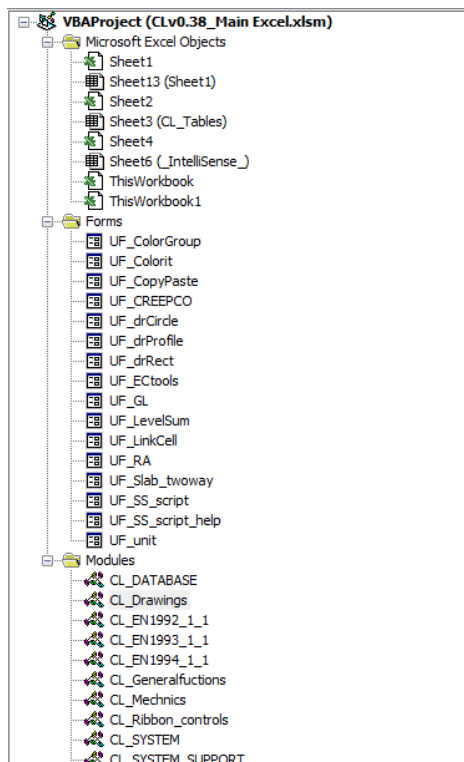 VBAProject (CLv0.38_Main Excel.xlsm)
Microsoft Excel Objects
Sheet1
Sheet13 (Sheet1)
Sheet2
Sheet3 (CL_Tables)
Sheet4
Sheet6 (_IntelliSense_)
ThisWorkbook
ThisWorkbook1
Forms
UF_ColorGroup
UF_Colorit
UF_CopyPaste
UF_CREEPCO
UF_drCircle
UF_drProfile
UF_drRect
UF_ECtools
UF_GL
UF_LevelSum
UF_LinkCell
UF_RA
UF_Slab_twoway
UF_SS_script
UF_SS_script_help
UF_unit
Modules
CL_DATABASE
CL_Drawings
CL_EN1992_1_1
CL_EN1993_1_1
CL_EN1994_1_1
CL_Generalfuctions
CL_Mechnics
CL_Ribbon_controls
CL_SYSTEM
CL_SYSTEM_SUPPORT